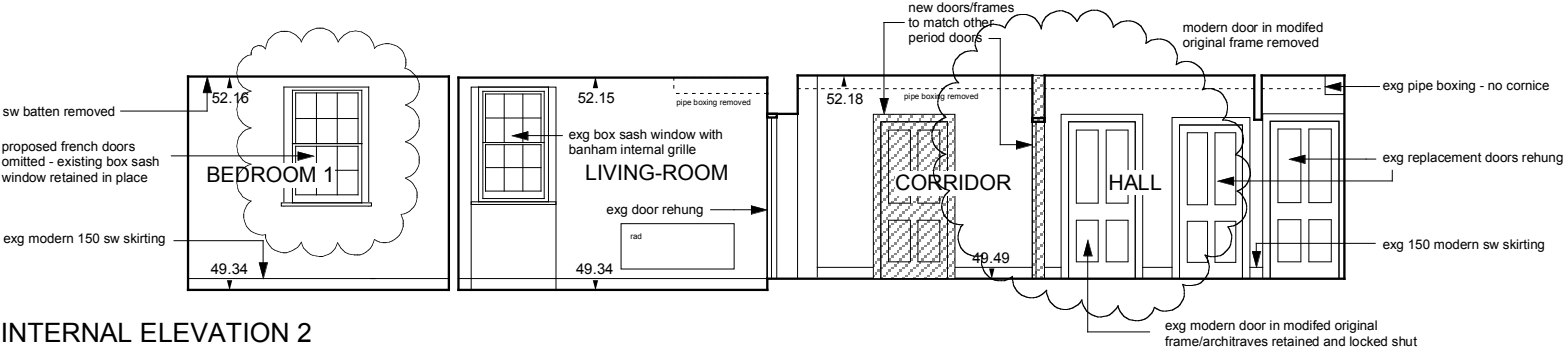 new doors/frames
to match other
period doors
modern door in modifed
original frame removed
sw batten removed
52.16
52.15
pipe boxing removed
52.18
pipe boxing removed
exg pipe boxing - no cornice
proposed french doors
omitted - existing box sash
window retained in place
exg box sash window with
banham internal grille
BEDROOM 1
LIVING-ROOM
CORRIDOR
HALL
exg replacement doors rehung
exg door rehung
rad
exg modern 150 sw skirting
49.34
49.34
49.49
exg 150 modern sw skirting
INTERNAL ELEVATION 2
exg modern door in modifed original
frame/architraves retained and locked shut